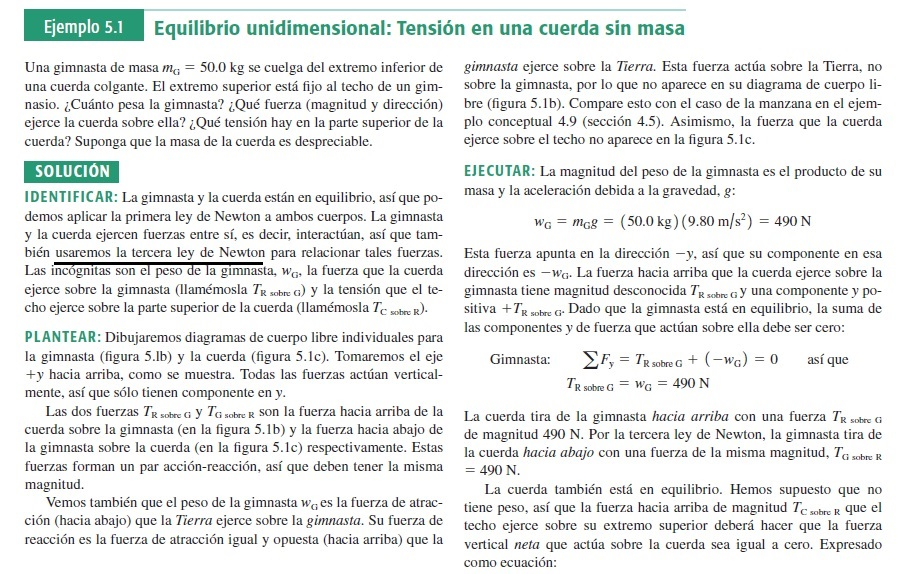 Ejemplo 5.1
Equilibrio unidimensional: Tensión en una cuerda sin masa
Una gimnasta de masa mG = 50.0 kg se cuelga del extremo inferior de
una cuerda colgante. El extremo superior está fijo al techo de un gim-
nasio. ¿Cuánto pesa la gimnasta? ¿Qué fuerza (magnitud y dirección)
ejerce la cuerda sobre ella? ¿Qué tensión hay en la parte superior de la
cuerda? Suponga que la masa de la cuerda es despreciable.
SOLUCIÓN
IDENTIFICAR: La gimnasta y la cuerda están en equilibrio, así que po-
demos aplicar la primera ley de Newton a ambos cuerpos. La gimnasta
y la cuerda ejercen fuerzas entre sí, es decir, interactúan, así que tam-
bién usaremos la tercera ley de Newton para relacionar tales fuerzas.
Las incógnitas son el peso de la gimnasta, wG, la fuerza que la cuerda
ejerce sobre la gimnasta (llamémosla TR sobre G) y la tensión que el te-
cho ejerce sobre la parte superior de la cuerda (llamémosla TC sobre R).
PLANTEAR: Dibujaremos diagramas de cuerpo libre individuales para
la gimnasta (figura 5.lb) y la cuerda (figura 5.1c). Tomaremos el eje
+y hacia arriba, como se muestra. Todas las fuerzas actúan vertical-
mente, así que sólo tienen componente en y.
Las dos fuerzas TR sobre G y TG sobre R son la fuerza hacia arriba de la
cuerda sobre la gimnasta (en la figura 5.1b) y la fuerza hacia abajo de
la gimnasta sobre la cuerda (en la figura 5.1c) respectivamente. Estas
fuerzas forman un par acción-reacción, así que deben tener la misma
magnitud.
Vemos también que el peso de la gimnasta wG es la fuerza de atrac-
ción (hacia abajo) que la Tierra ejerce sobre la gimnasta. Su fuerza de
reacción es la fuerza de atracción igual y opuesta (hacia arriba) que la
gimnasta ejerce sobre la Tierra. Esta fuerza actúa sobre la Tierra, no
sobre la gimnasta, por lo que no aparece en su diagrama de cuerpo li-
bre (figura 5.1b). Compare esto con el caso de la manzana en el ejem-
plo conceptual 4.9 (sección 4.5). Asimismo, la fuerza que la cuerda
ejerce sobre el techo no aparece en la figura 5.1c.
EJECUTAR: La magnitud del peso de la gimnasta es el producto de su
masa y la aceleración debida a la gravedad, g:
wG = mGg = (50.0 kg)(9.80 m/s²) = 490 N
Esta fuerza apunta en la dirección −y, así que su componente en esa
dirección es −wG. La fuerza hacia arriba que la cuerda ejerce sobre la
gimnasta tiene magnitud desconocida TR sobre G y una componente y po-
sitiva +TR sobre G. Dado que la gimnasta está en equilibrio, la suma de
las componentes y de fuerza que actúan sobre ella debe ser cero:
Gimnasta: ∑Fy = TR sobre G + (−wG) = 0 así que
TR sobre G = wG = 490 N
La cuerda tira de la gimnasta hacia arriba con una fuerza TR sobre G
de magnitud 490 N. Por la tercera ley de Newton, la gimnasta tira de
la cuerda hacia abajo con una fuerza de la misma magnitud, TG sobre R
= 490 N.
La cuerda también está en equilibrio. Hemos supuesto que no
tiene peso, así que la fuerza hacia arriba de magnitud TC sobre R que el
techo ejerce sobre su extremo superior deberá hacer que la fuerza
vertical neta que actúa sobre la cuerda sea igual a cero. Expresado
como ecuación: